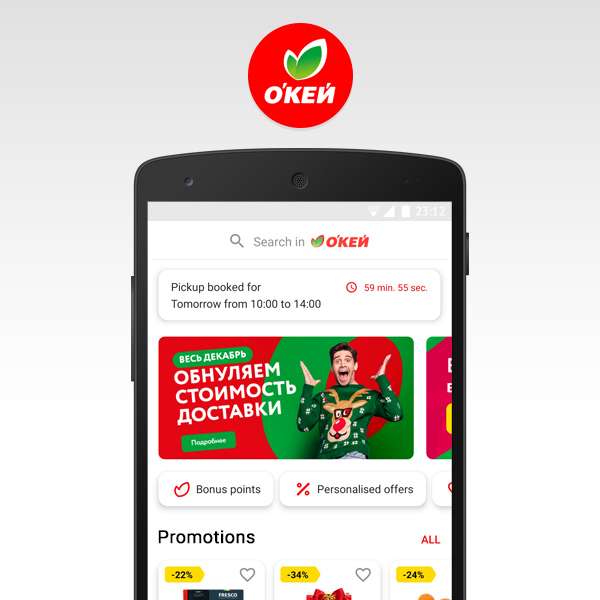 О'КЕЙ
23:12
Search in О'КЕЙ
Pickup booked for
59 min. 55 sec.
Tomorrow from 10:00 to 14:00
ВЕСЬ ДЕКАБРЬ
ОБНУЛЯЕМ
СТОИМОСТЬ
ДОСТАВКИ
Подробнее
Bonus points
Personalised offers
Promotions
ALL
-22%
-34%
-24%
FRESCO